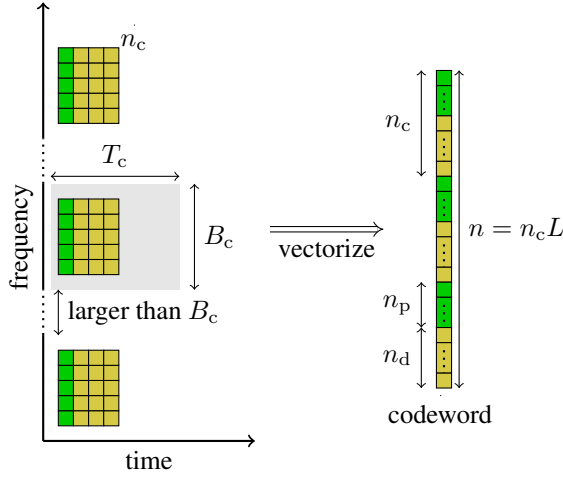 n_c
T_c
B_c
larger than B_c
frequency
time
vectorize
n_c
n = n_c L
n_p
n_d
codeword